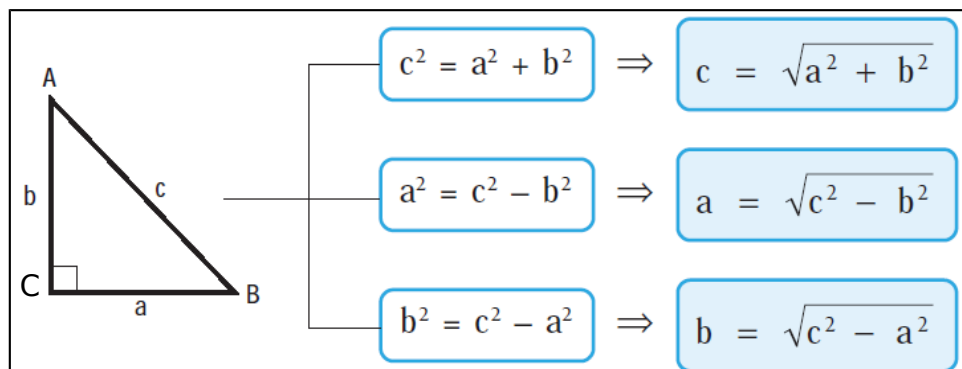 A
b
c
C
a
B
c² = a² + b² ⇒ c = √(a² + b²)
a² = c² − b² ⇒ a = √(c² − b²)
b² = c² − a² ⇒ b = √(c² − a²)